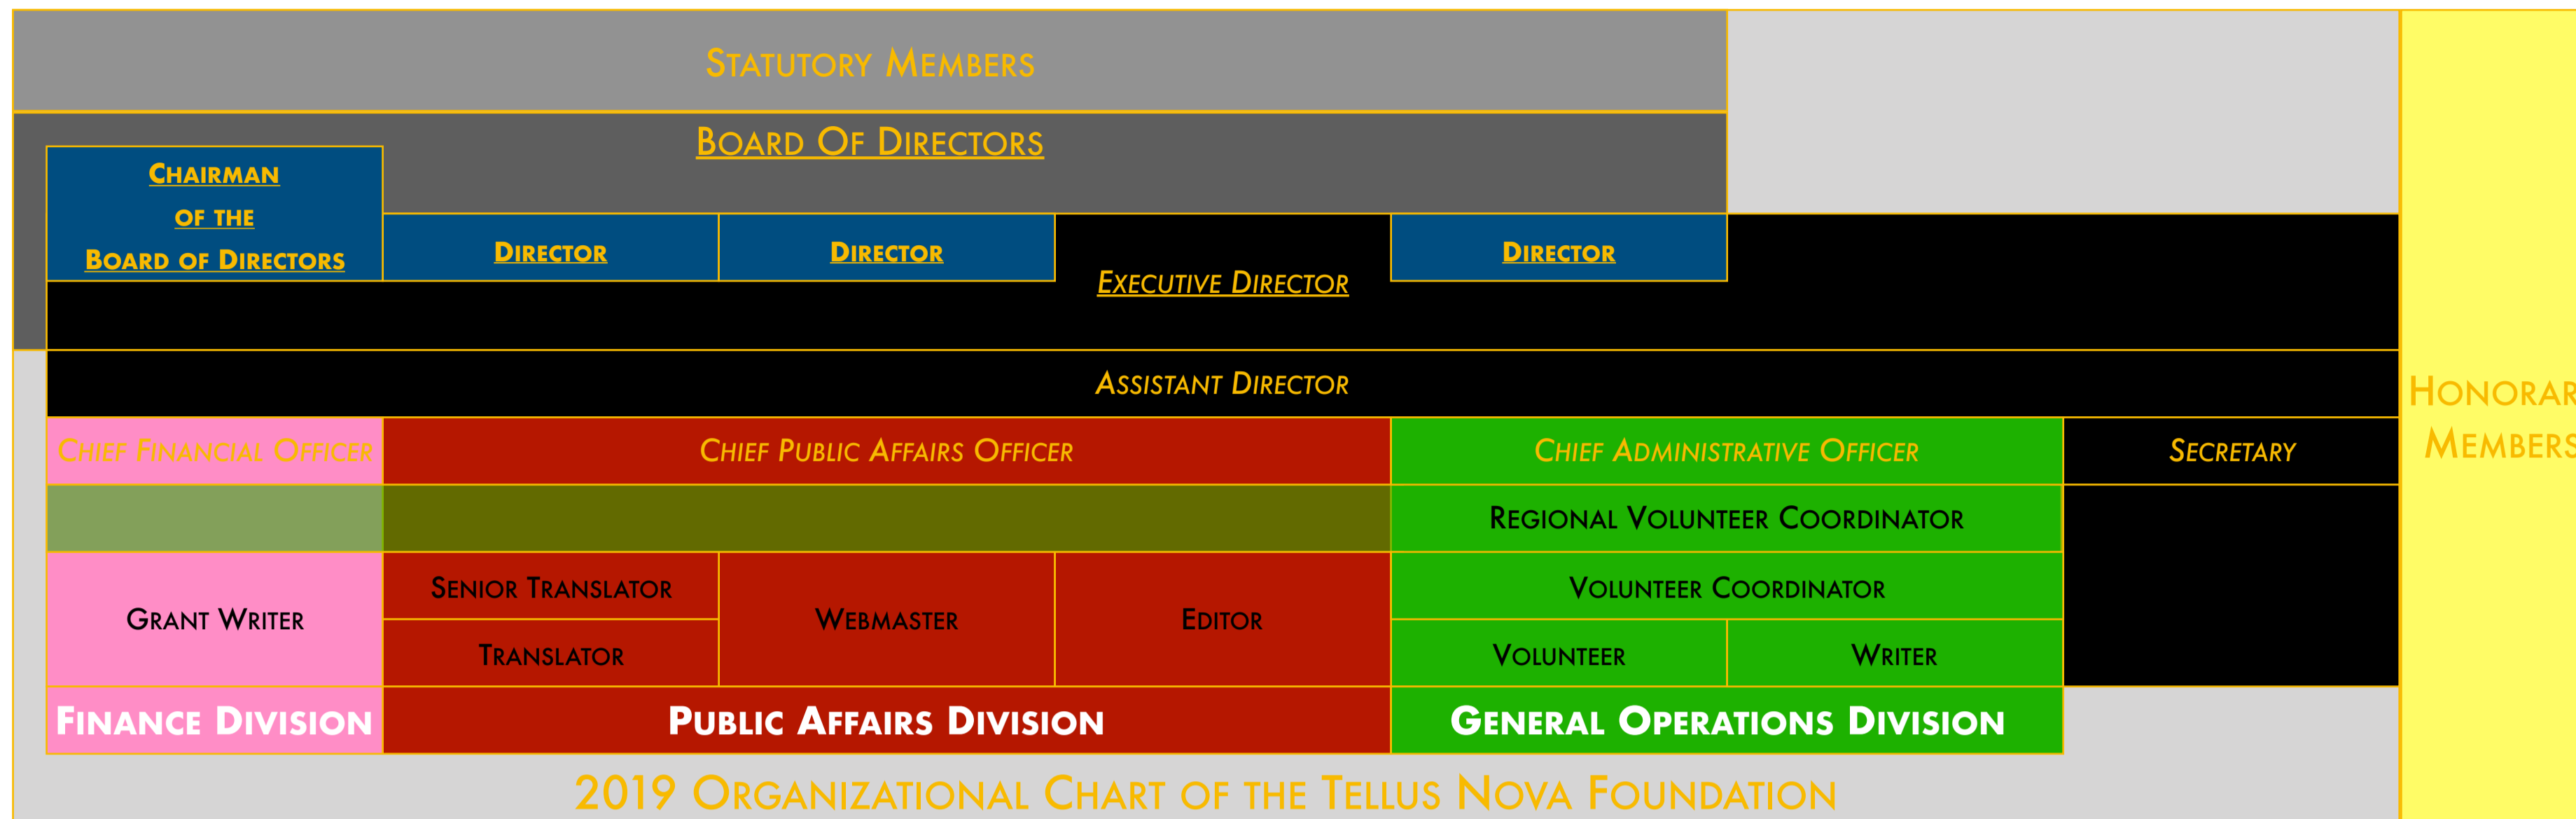 Statutory Members
Board Of Directors
Chairman
of the
Board of Directors
Director
Director
Executive Director
Director
Assistant Director
Chief Financial Officer
Chief Public Affairs Officer
Chief Administrative Officer
Secretary
Regional Volunteer Coordinator
Grant Writer
Senior Translator
Translator
Webmaster
Editor
Volunteer Coordinator
Volunteer
Writer
Finance Division
Public Affairs Division
General Operations Division
2019 Organizational Chart of the Tellus Nova Foundation
Honorar
Members